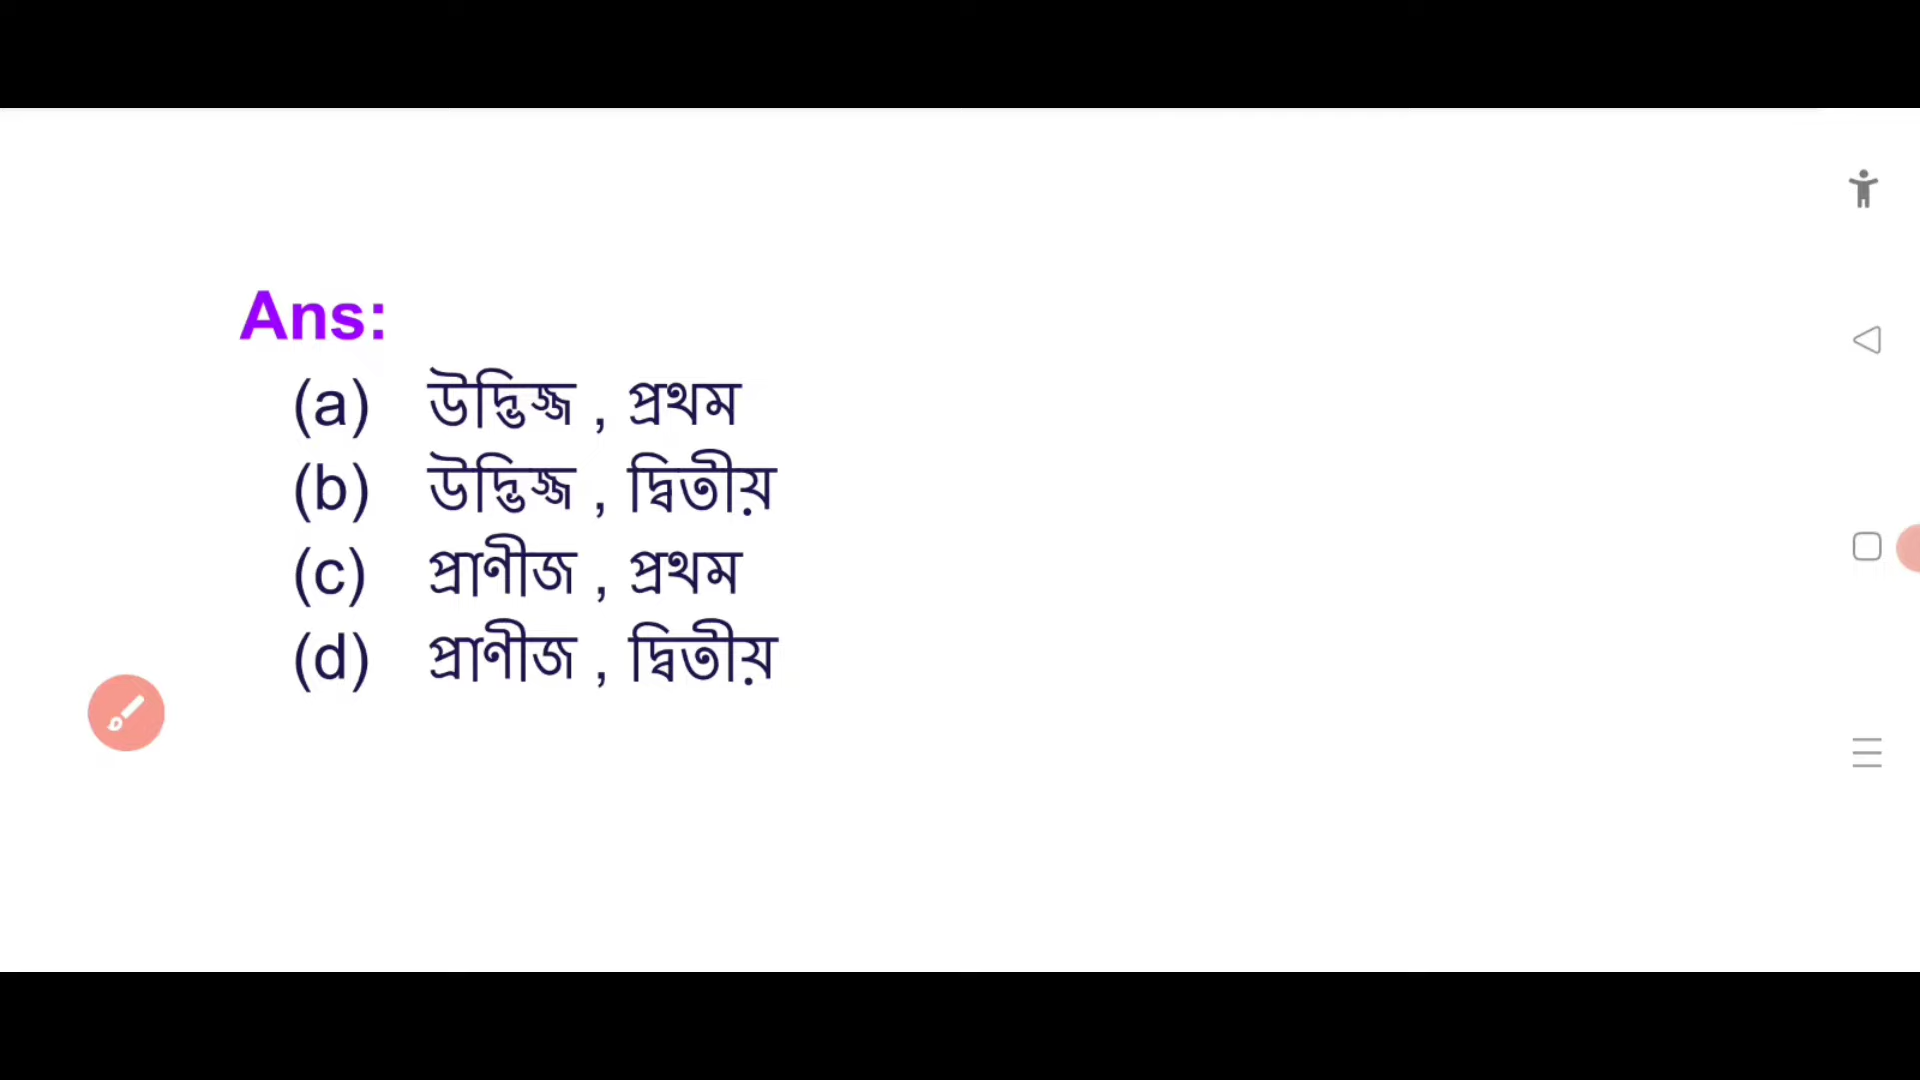 Ans:
(a) উদ্ভিজ্জ , প্রথম
(b) উদ্ভিজ্জ , দ্বিতীয়
(c) প্রাণীজ , প্রথম
(d) প্রাণীজ , দ্বিতীয়